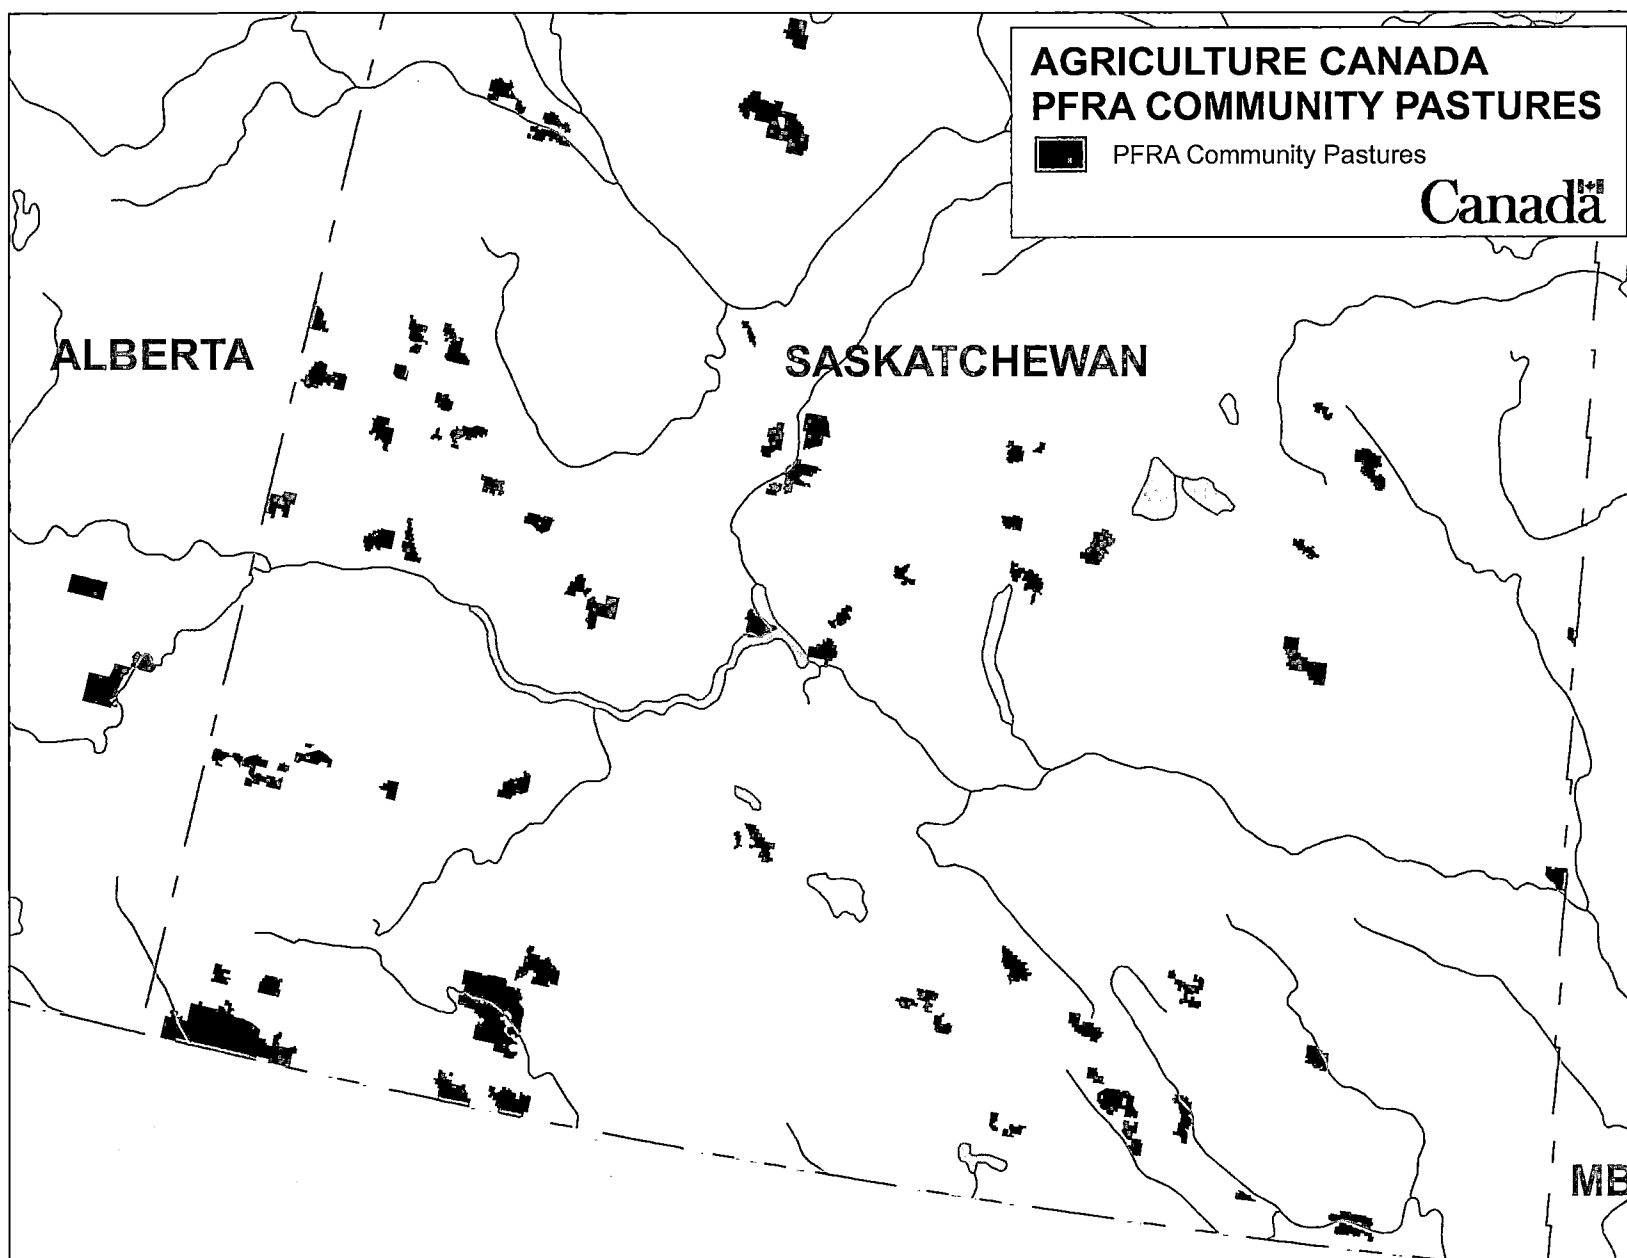 AGRICULTURE CANADA
PFRA COMMUNITY PASTURES
PFRA Community Pastures
Canada
ALBERTA
SASKATCHEWAN
MB